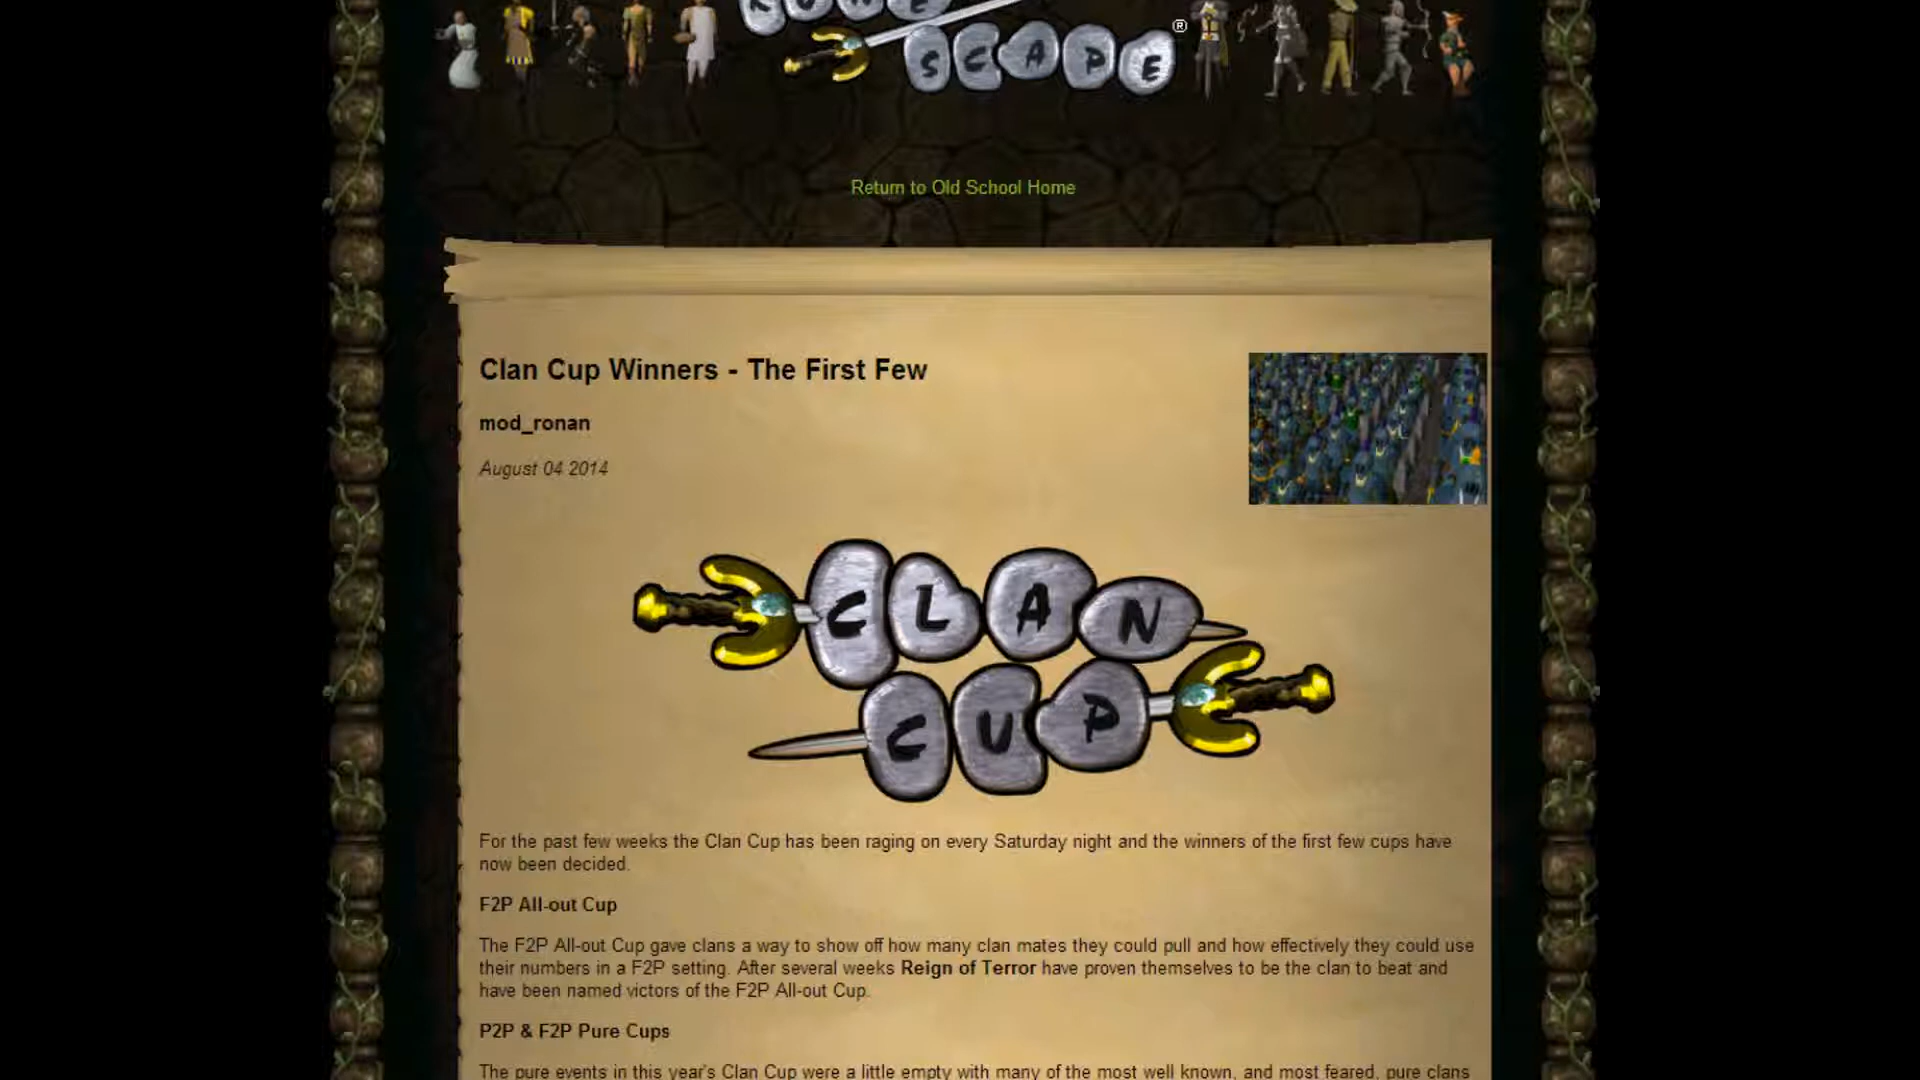 RUNE
SCAPE ®
Return to Old School Home
Clan Cup Winners - The First Few
mod_ronan
August 04 2014
CLAN
CUP
For the past few weeks the Clan Cup has been raging on every Saturday night and the winners of the first few cups have
now been decided.
F2P All-out Cup
The F2P All-out Cup gave clans a way to show off how many clan mates they could pull and how effectively they could use
their numbers in a F2P setting. After several weeks Reign of Terror have proven themselves to be the clan to beat and
have been named victors of the F2P All-out Cup.
P2P & F2P Pure Cups
The pure events in this year's Clan Cup were a little empty with many of the most well known, and most feared, pure clans